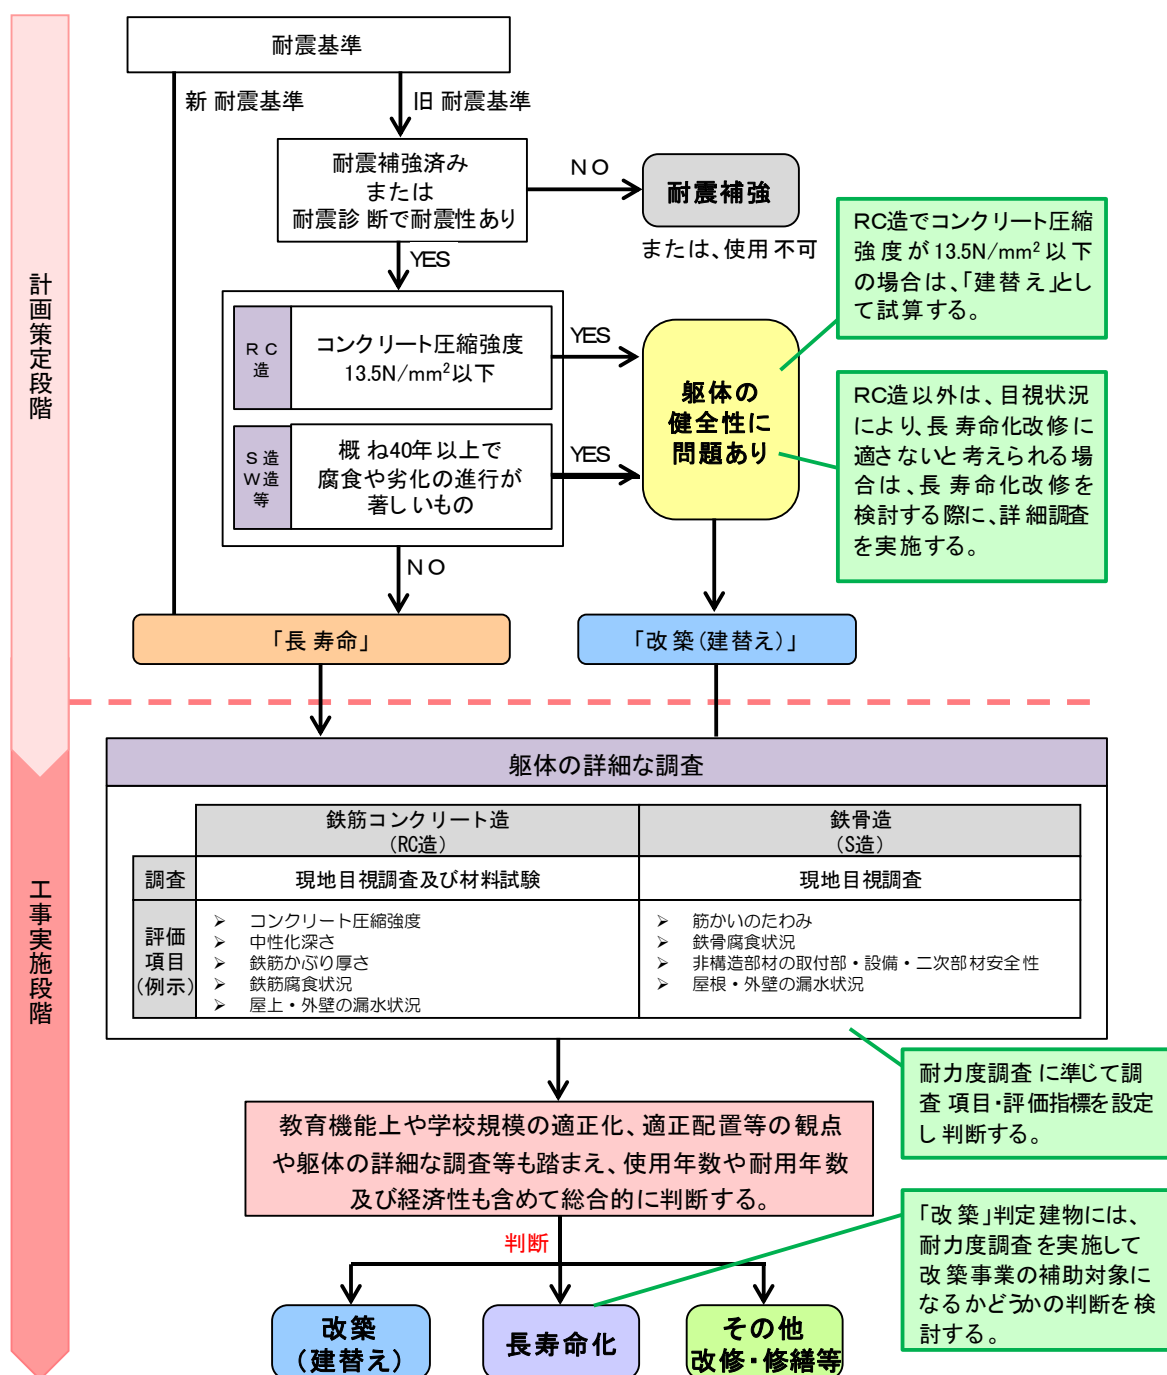 耐震基準
新耐震基準
旧耐震基準
耐震補強済み
または
耐震診断で耐震性あり
NO
耐震補強
または、使用不可
YES
RC造でコンクリート圧縮
強度が13.5N/mm²以下
の場合は、「建替え」とし
て試算する。
計画策定段階
RC
造
コンクリート圧縮強度
13.5N/mm²以下
YES
躯体の
健全性に
問題あり
S造
W造
等
概ね40年以上で
腐食や劣化の進行が
著しいもの
YES
RC造以外は、目視状況
により、長寿命化改修に
適さないと考えられる場
合は、長寿命化改修を
検討する際に、詳細調査
を実施する。
NO
「長寿命」
「改築(建替え)」
工事実施段階
躯体の詳細な調査
鉄筋コンクリート造
(RC造)
鉄骨造
(S造)
調査
現地目視調査及び材料試験
現地目視調査
評価
項目
(例示)
➢ コンクリート圧縮強度
➢ 中性化深さ
➢ 鉄筋かぶり厚さ
➢ 鉄筋腐食状況
➢ 屋上・外壁の漏水状況
➢ 筋かいのたわみ
➢ 鉄骨腐食状況
➢ 非構造部材の取付部・設備・二次部材安全性
➢ 屋根・外壁の漏水状況
耐力度調査に準じて調
査項目・評価指標を設定
し判断する。
教育機能上や学校規模の適正化、適正配置等の観点
や躯体の詳細な調査等も踏まえ、使用年数や耐用年数
及び経済性も含めて総合的に判断する。
判断
「改築」判定建物には、
耐力度調査を実施して
改築事業の補助対象に
なるかどうかの判断を検
討する。
改築
(建替え)
長寿命化
その他
改修・修繕等